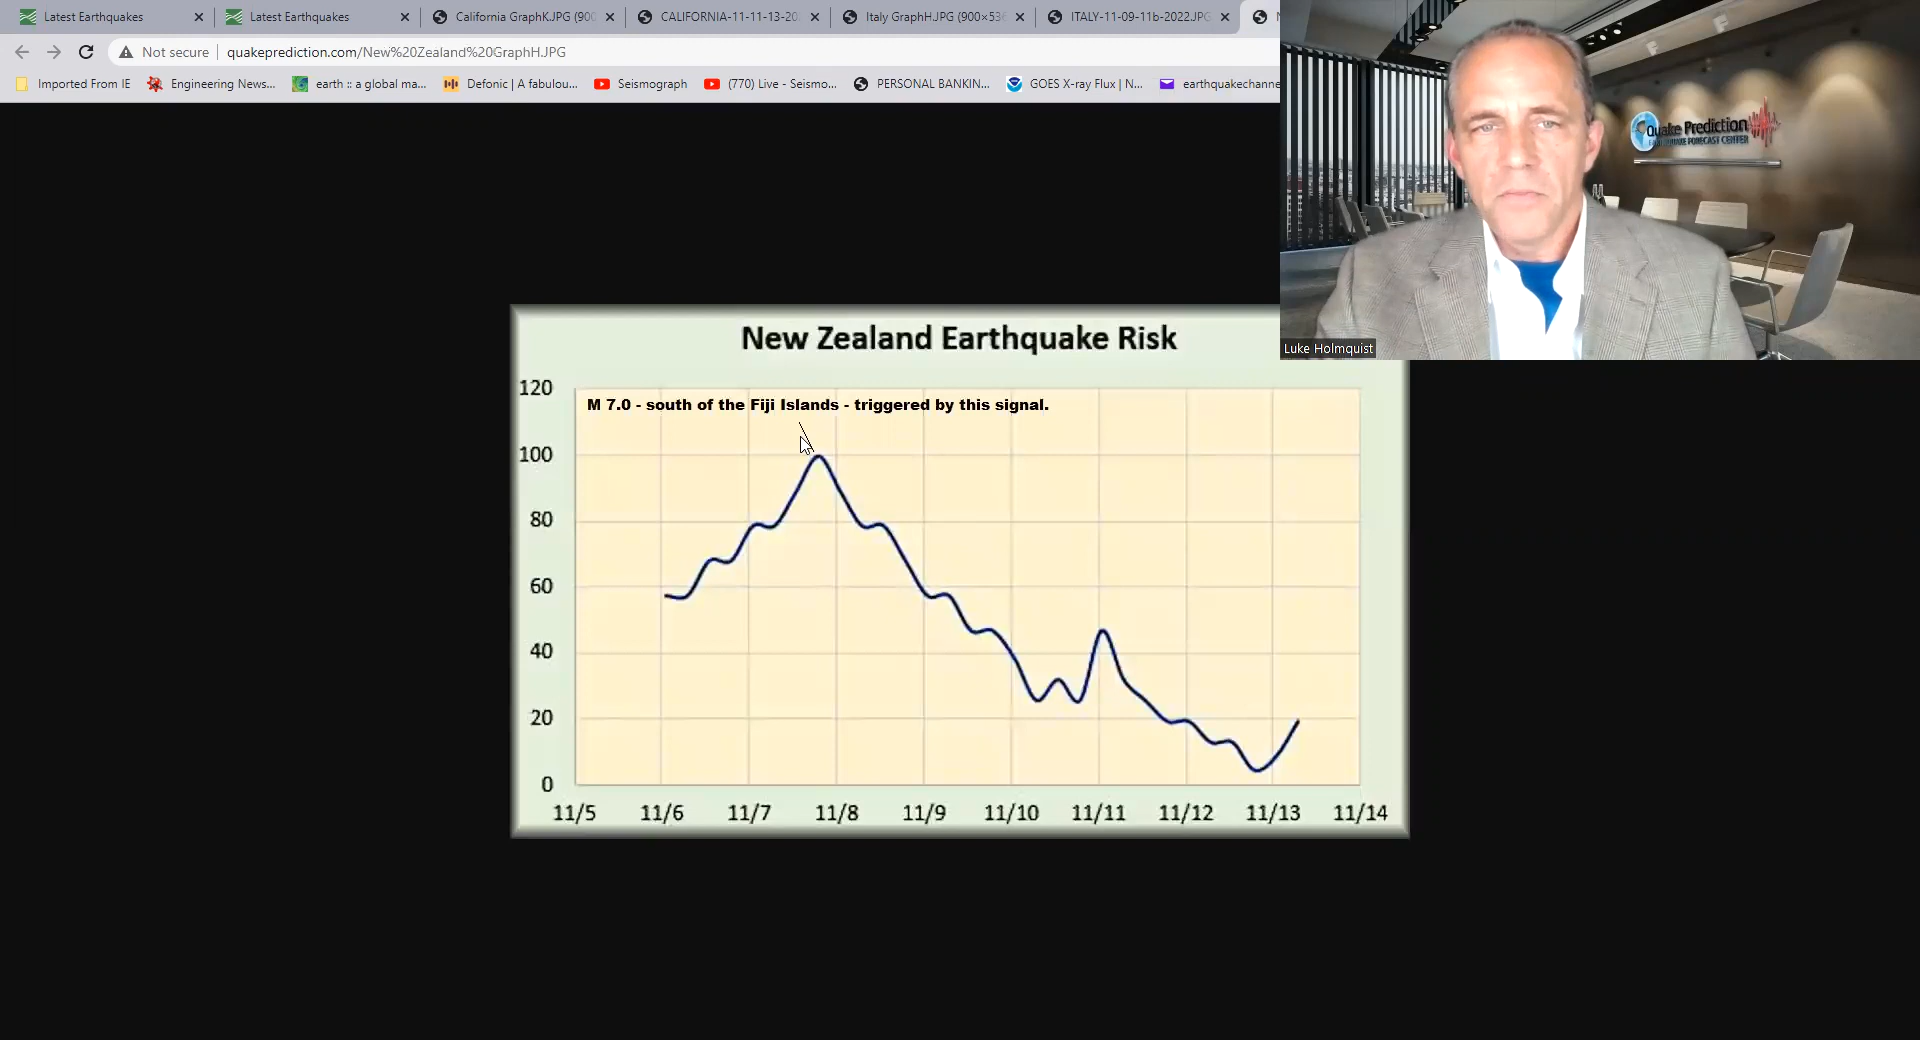 Latest Earthquakes
Latest Earthquakes
California GraphK.JPG (900
CALIFORNIA-11-11-13-20
Italy GraphH.JPG (900×536
ITALY-11-09-11b-2022.JPG
Not secure
quakeprediction.com/New%20Zealand%20GraphH.JPG
Imported From IE
Engineering News...
earth :: a global ma...
Defonic | A fabulou...
Seismograph
(770) Live - Seismo...
PERSONAL BANKIN...
GOES X-ray Flux | N...
earthquakechanne
Quake Prediction
EARTHQUAKE FORECAST CENTER
Luke Holmquist
New Zealand Earthquake Risk
M 7.0 - south of the Fiji Islands - triggered by this signal.
120
100
80
60
40
20
0
11/5 11/6 11/7 11/8 11/9 11/10 11/11 11/12 11/13 11/14